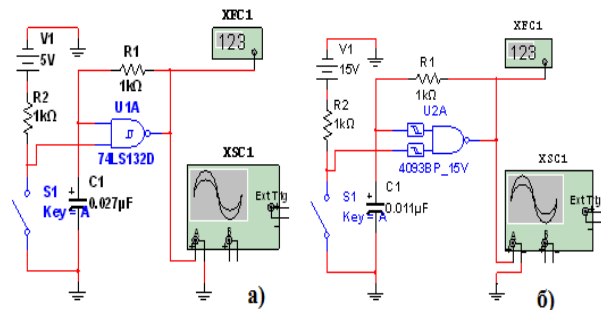 XFC1
123
V1
5V
R1
1kΩ
R2
1kΩ
U1A
74LS132D
S1
Key = A
C1
0.027µF
XSC1
Ext Trig
A
B
а)
XFC1
123
V1
15V
R1
1kΩ
R2
1kΩ
U2A
4093BP_15V
S1
Key = A
C1
0.011µF
XSC1
Ext Trig
A
B
б)